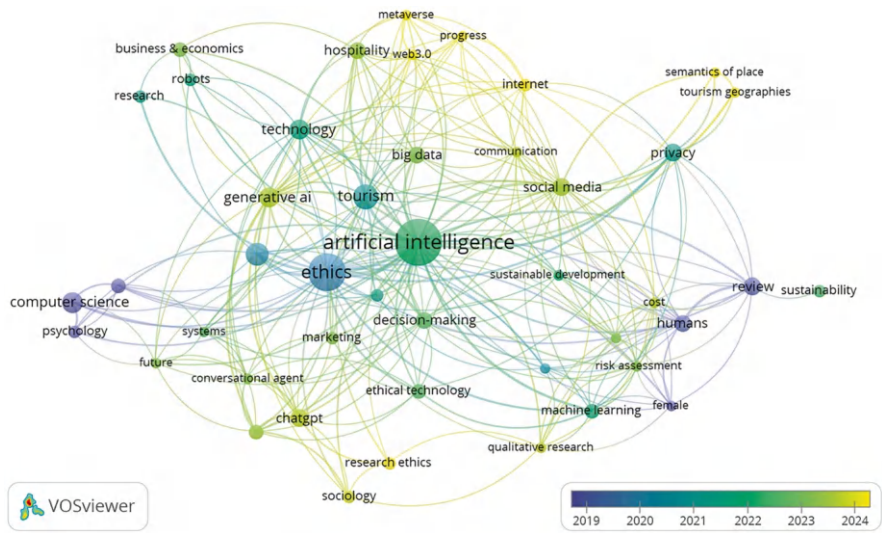 metaverse
progress
business & economics
hospitality
web3.0
robots
internet
semantics of place
research
tourism geographies
technology
big data
communication
privacy
generative ai
tourism
social media
artificial intelligence
ethics
sustainable development
computer science
review
sustainability
cost
psychology
systems
marketing
decision-making
humans
future
risk assessment
conversational agent
ethical technology
chatgpt
machine learning
female
qualitative research
research ethics
sociology
VOSviewer
2019 2020 2021 2022 2023 2024